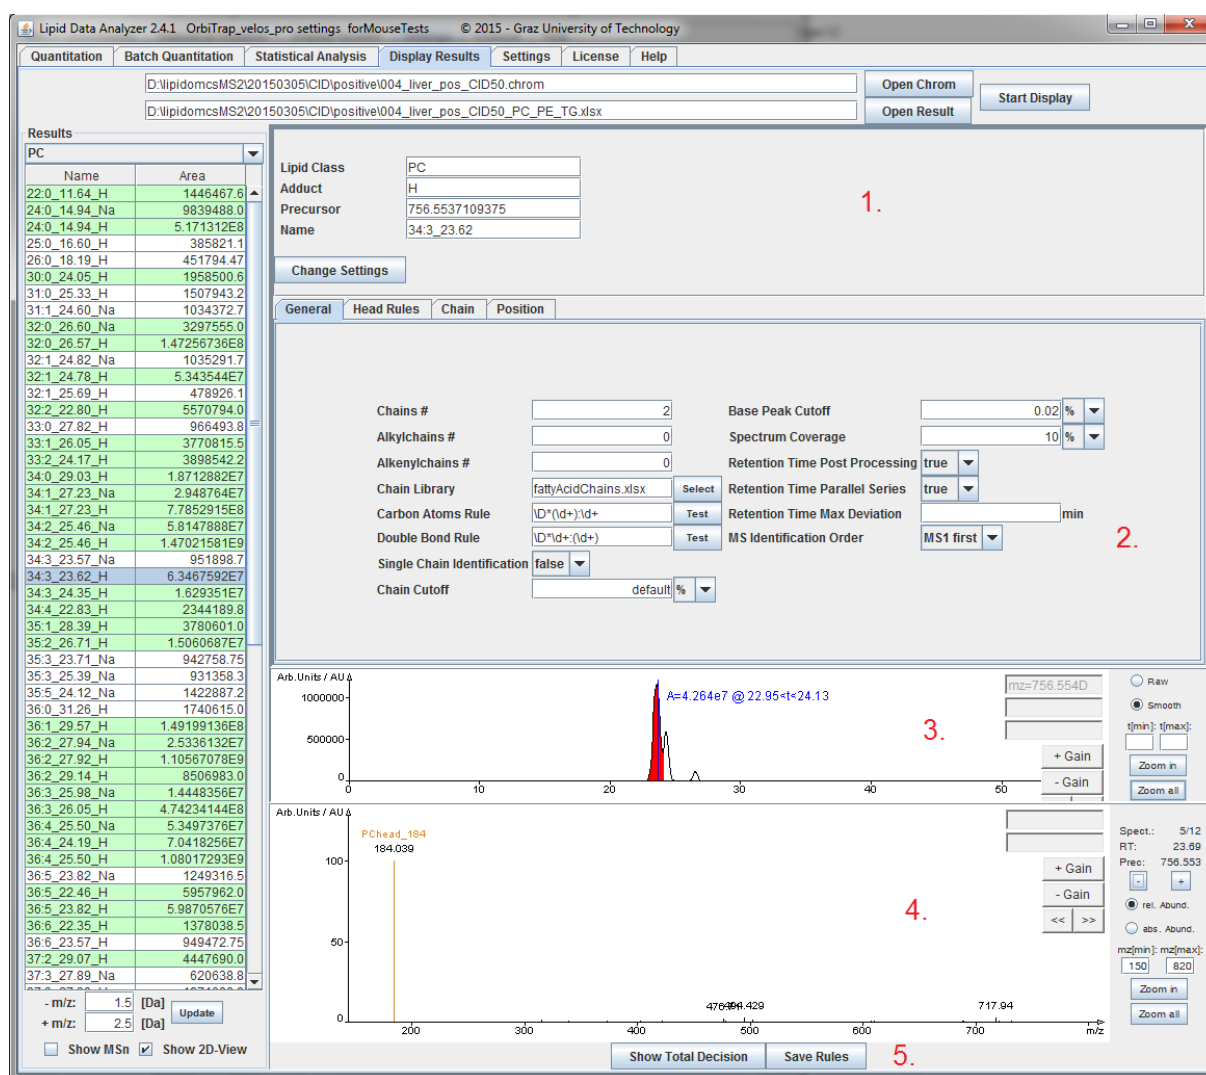 Lipid Data Analyzer 2.4.1 OrbiTrap_velos_pro settings forMouseTests © 2015 - Graz University of Technology
Quantitation Batch Quantitation Statistical Analysis Display Results Settings License Help
D:\lipidomcsMS2\20150305\CID\positive\004_liver_pos_CID50.chrom Open Chrom
Start Display
D:\lipidomcsMS2\20150305\CID\positive\004_liver_pos_CID50_PC_PE_TG.xlsx Open Result
Results
PC
Name Area
22:0_11.64_H 1446467.6
24:0_14.94_Na 9839488.0
24:0_14.94_H 5.171312E8
25:0_16.60_H 385821.1
26:0_18.19_H 451794.47
30:0_24.05_H 1958500.6
31:0_25.33_H 1507943.2
31:1_24.60_Na 1034372.7
32:0_26.60_Na 3297555.0
32:0_26.57_H 1.47256736E8
32:1_24.82_Na 1035291.7
32:1_24.78_H 5.343544E7
32:1_25.69_H 478926.1
32:2_22.80_H 5570794.0
33:0_27.82_H 966493.8
33:1_26.05_H 3770815.5
33:2_24.17_H 3898542.2
34:0_29.03_H 1.8712882E7
34:1_27.23_Na 2.948764E7
34:1_27.23_H 7.7852915E8
34:2_25.46_Na 5.8147888E7
34:2_25.46_H 1.47021581E9
34:3_23.57_Na 951898.7
34:3_23.62_H 6.3467592E7
34:3_24.35_H 1.629351E7
34:4_22.83_H 2344189.8
35:1_28.39_H 3780601.0
35:2_26.71_H 1.5060687E7
35:3_23.71_Na 942758.75
35:3_25.39_Na 931358.3
35:5_24.12_Na 1422887.2
36:0_31.26_H 1740615.0
36:1_29.57_H 1.49199136E8
36:2_27.94_Na 2.5336132E7
36:2_27.92_H 1.10567078E9
36:2_29.14_H 8506983.0
36:3_25.98_Na 1.4448356E7
36:3_26.05_H 4.74234144E8
36:4_25.50_Na 5.3497376E7
36:4_24.19_H 7.0418256E7
36:4_25.50_H 1.08017293E9
36:5_23.82_Na 1249316.5
36:5_22.46_H 5957962.0
36:5_23.82_H 5.9870576E7
36:6_22.35_H 1378038.5
36:6_23.57_H 949472.75
37:2_29.07_H 4447690.0
37:3_27.89_Na 620638.8
- m/z: 1.5 [Da]
Update
+ m/z: 2.5 [Da]
Show MSn Show 2D-View
Lipid Class PC
Adduct H
Precursor 756.5537109375
Name 34:3_23.62
1.
Change Settings
General Head Rules Chain Position
Chains # 2 Base Peak Cutoff 0.02 %
Alkylchains # 0 Spectrum Coverage 10 %
Alkenylchains # 0 Retention Time Post Processing true
Chain Library fattyAcidChains.xlsx Select Retention Time Parallel Series true
Carbon Atoms Rule \D*(\d+):\d+ Test Retention Time Max Deviation min
Double Bond Rule \D*\d+:(\d+) Test MS Identification Order MS1 first
2.
Single Chain Identification false
Chain Cutoff default %
Arb.Units / AU
1000000
500000
0
A=4.264e7 @ 22.95<t<24.13
3.
mz=756.554D
+ Gain
- Gain
0 10 20 30 40 50
Raw
Smooth
t[min]: t[max]:
Zoom in
Zoom all
Arb.Units / AU
PChead_184
184.039
100
50
0
4.
494.429
717.94
200 300 400 500 600 700 m/z
+ Gain
- Gain
<< >>
Spect.: 5/12
RT: 23.69
Prec: 756.553
- +
rel. Abund.
abs. Abund.
mz[min]: mz[max]:
150 820
Zoom in
Zoom all
Show Total Decision Save Rules 5.